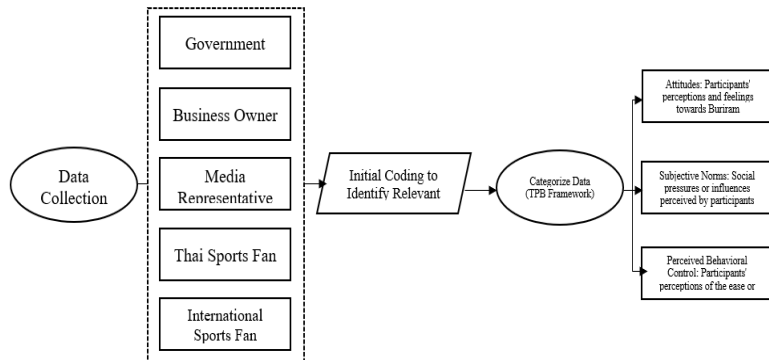 Government
Business Owner
Data
Collection
Media
Representative
Thai Sports Fan
International
Sports Fan
Initial Coding to
Identify Relevant
Categorize Data
(TPB Framework)
Attitudes: Participants'
perceptions and feelings
towards Buriram
Subjective Norms: Social
pressures or influences
perceived by participants
Perceived Behavioral
Control: Participants'
perceptions of the ease or